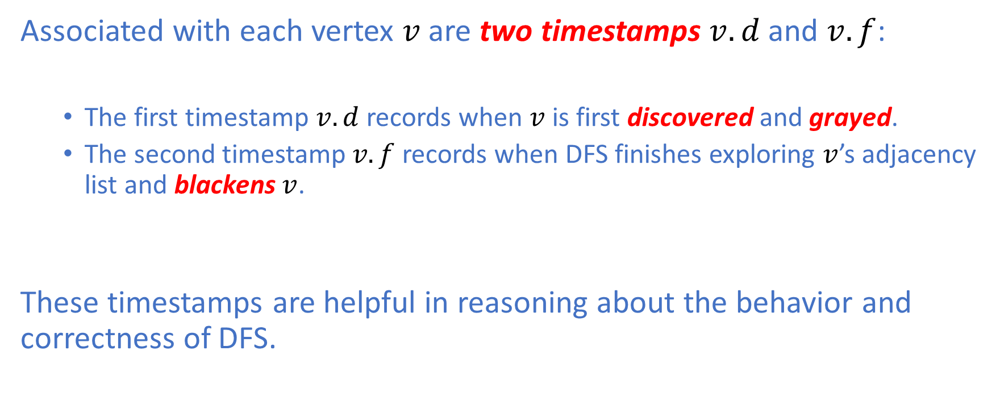 Associated with each vertex v are two timestamps v.d and v.f:
• The first timestamp v.d records when v is first discovered and grayed.
• The second timestamp v.f records when DFS finishes exploring v’s adjacency
list and blackens v.
These timestamps are helpful in reasoning about the behavior and
correctness of DFS.